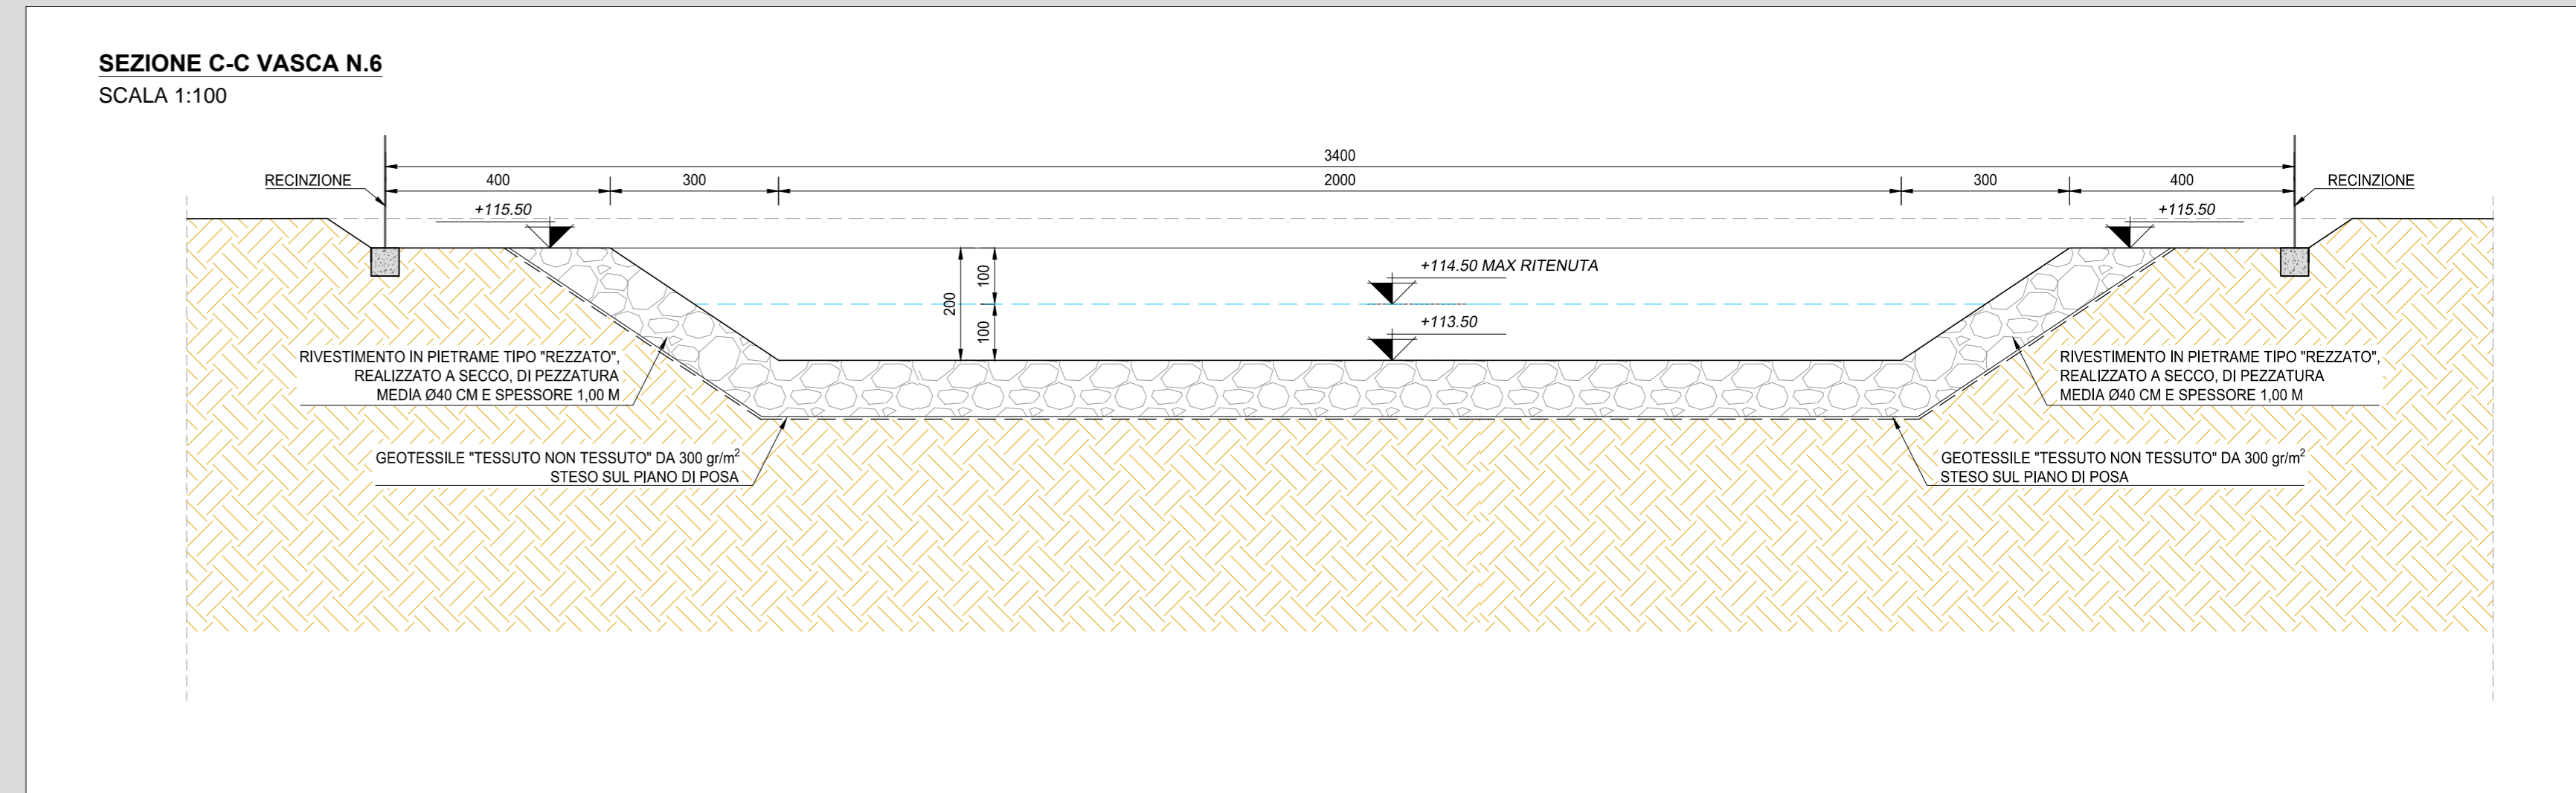 SEZIONE C-C VASCA N.6
SCALA 1:100
3400
RECINZIONE
400
300
2000
300
400
RECINZIONE
+115.50
+115.50
200
100
100
+114.50 MAX RITENUTA
+113.50
RIVESTIMENTO IN PIETRAME TIPO "REZZATO",
REALIZZATO A SECCO, DI PEZZATURA
MEDIA Ø40 CM E SPESSORE 1,00 M
RIVESTIMENTO IN PIETRAME TIPO "REZZATO",
REALIZZATO A SECCO, DI PEZZATURA
MEDIA Ø40 CM E SPESSORE 1,00 M
GEOTESSILE "TESSUTO NON TESSUTO" DA 300 gr/m²
STESO SUL PIANO DI POSA
GEOTESSILE "TESSUTO NON TESSUTO" DA 300 gr/m²
STESO SUL PIANO DI POSA